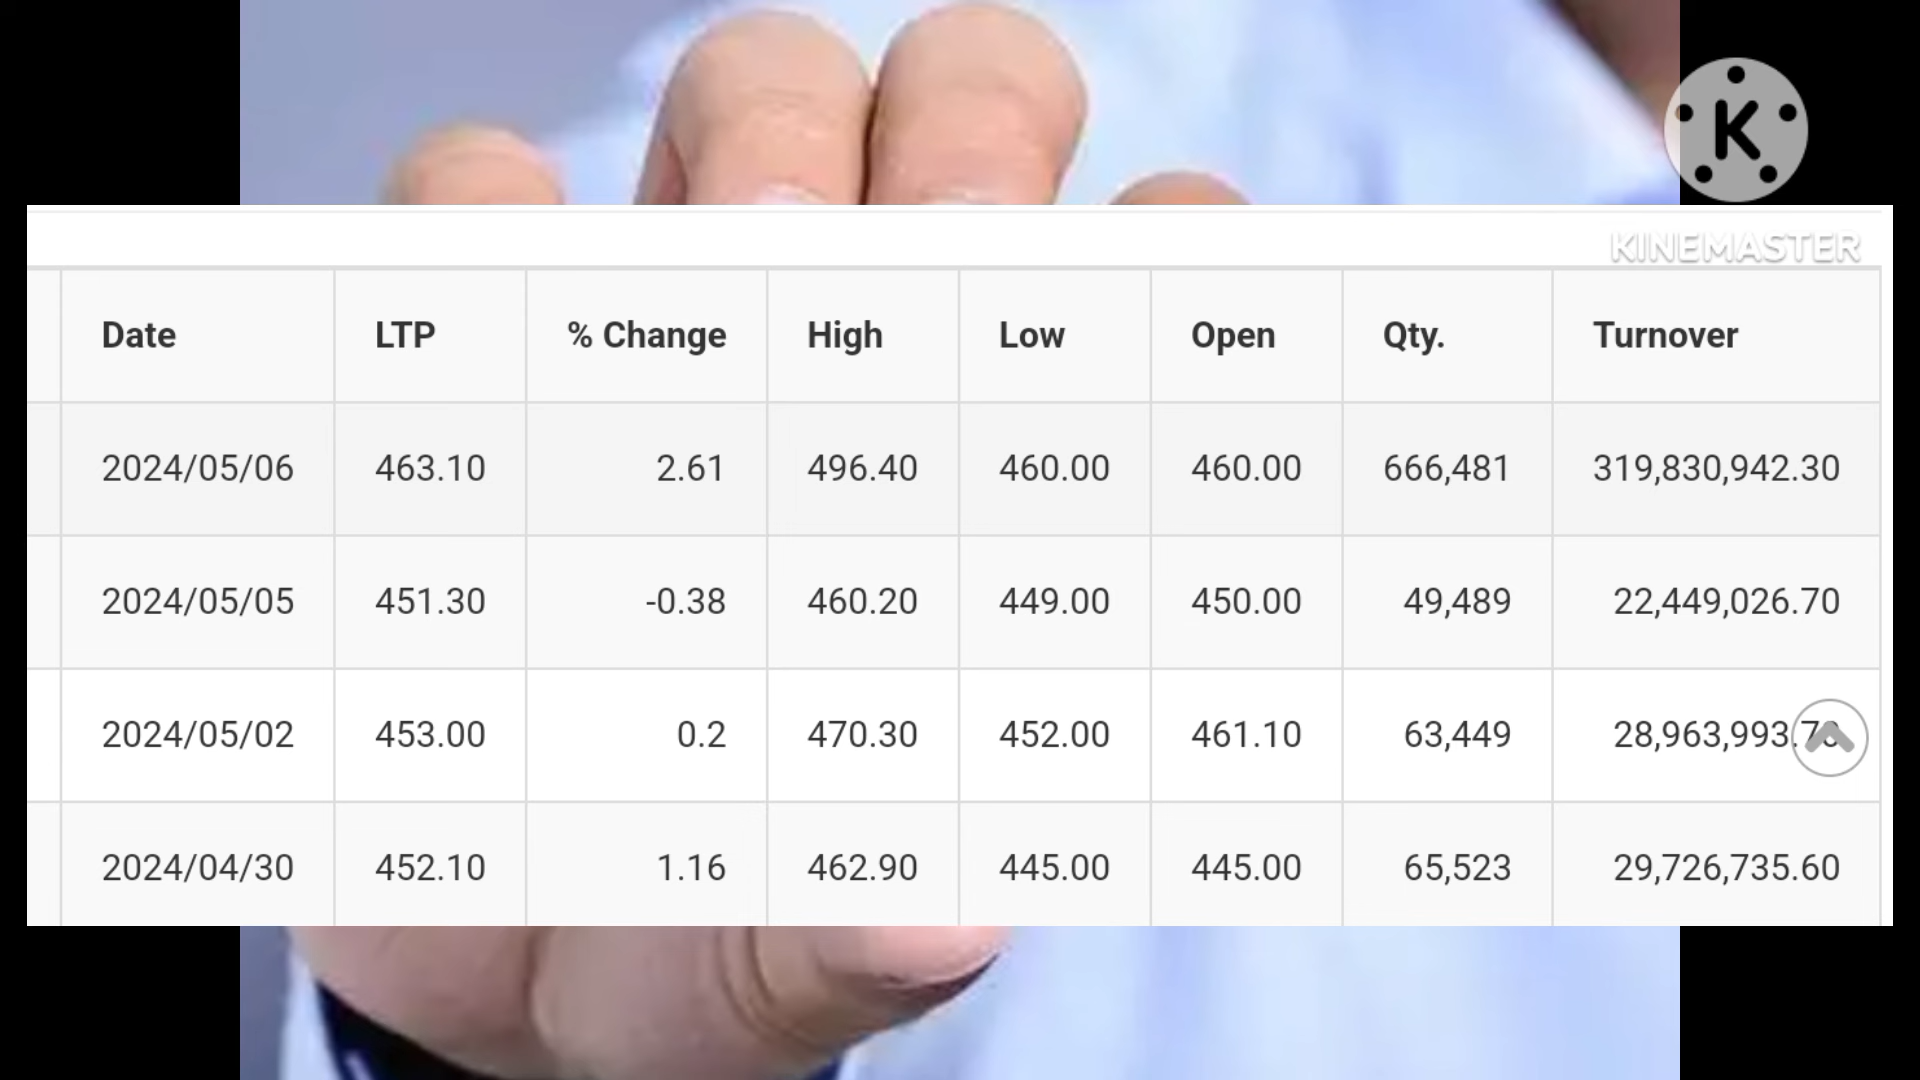 K
KINEMASTER
Date LTP % Change High Low Open Qty. Turnover
2024/05/06 463.10 2.61 496.40 460.00 460.00 666,481 319,830,942.30
2024/05/05 451.30 -0.38 460.20 449.00 450.00 49,489 22,449,026.70
2024/05/02 453.00 0.2 470.30 452.00 461.10 63,449
2024/04/30 452.10 1.16 462.90 445.00 445.00 65,523 29,726,735.60